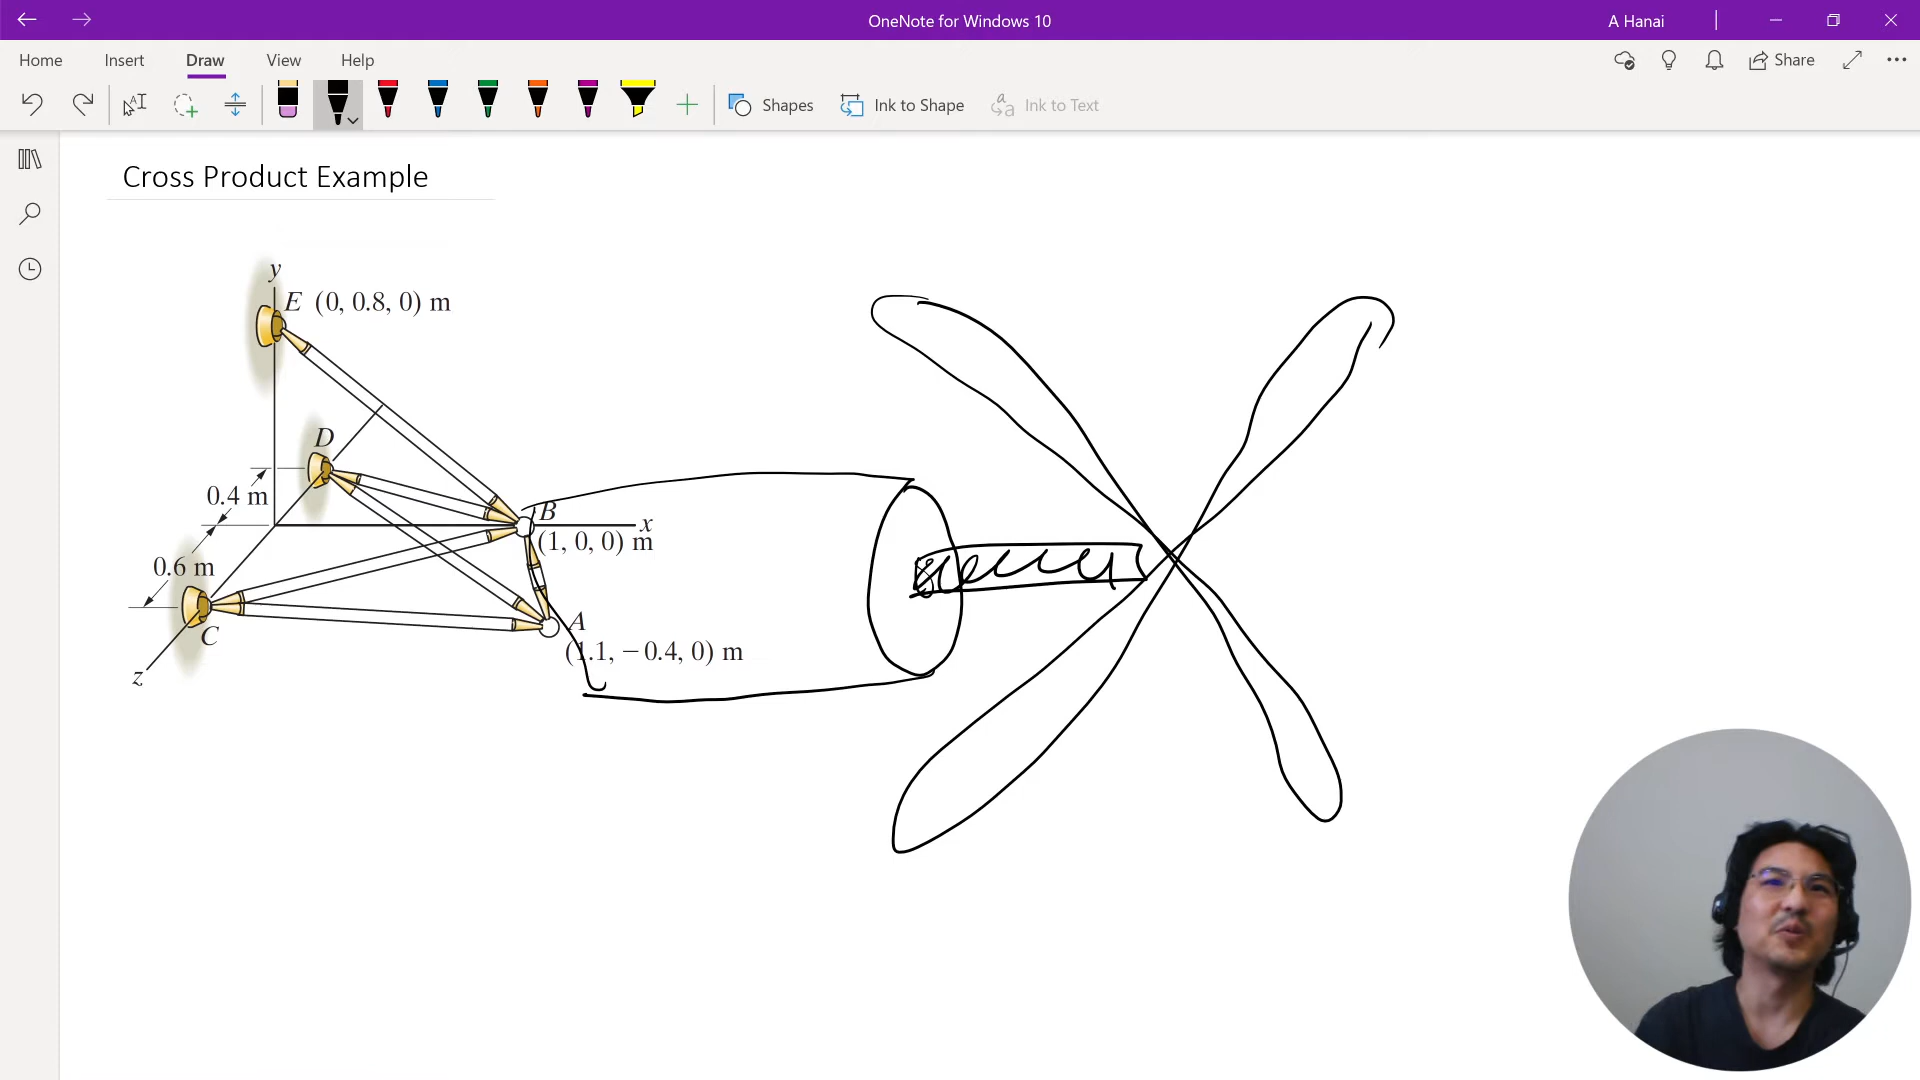 OneNote for Windows 10
A Hanai
Home Insert Draw View Help
Share
Shapes
Ink to Shape
Ink to Text
Cross Product Example
y
E (0, 0.8, 0) m
D
0.4 m
B
x
(1, 0, 0) m
0.6 m
A
C
(1.1, −0.4, 0) m
z